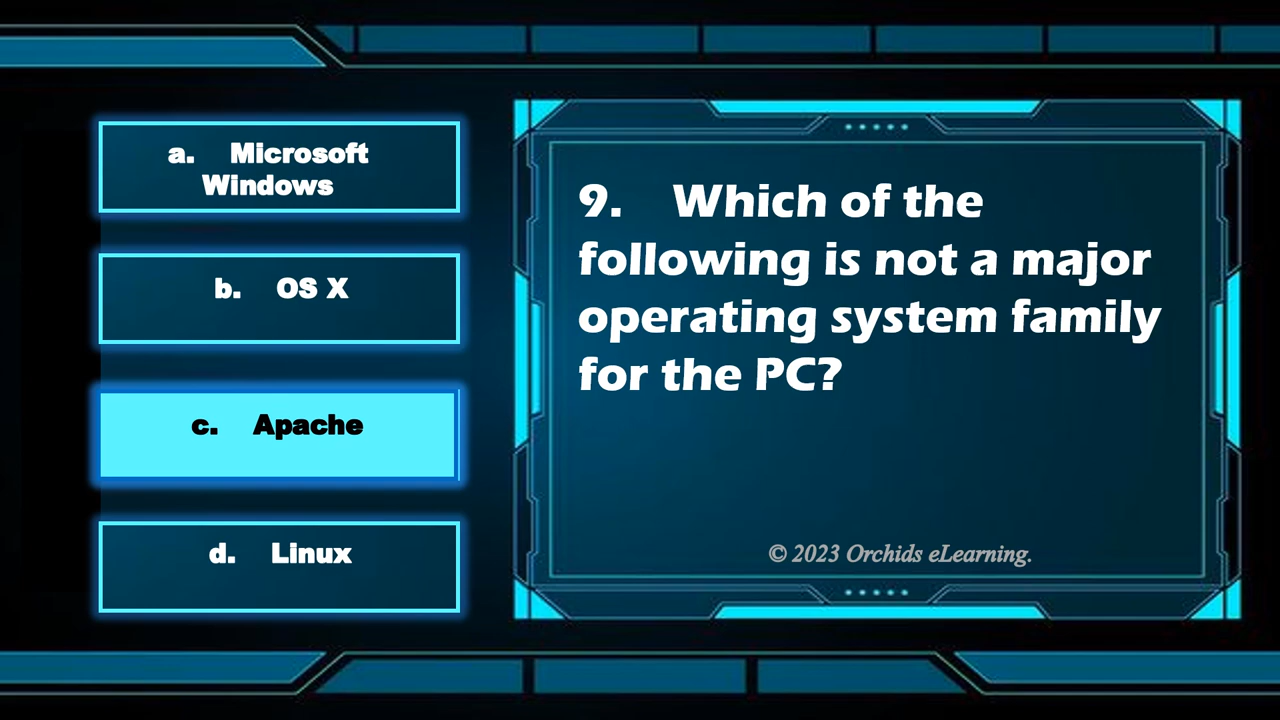 a. Microsoft
Windows
b. OS X
c. Apache
d. Linux
9. Which of the
following is not a major
operating system family
for the PC?
© 2023 Orchids eLearning.